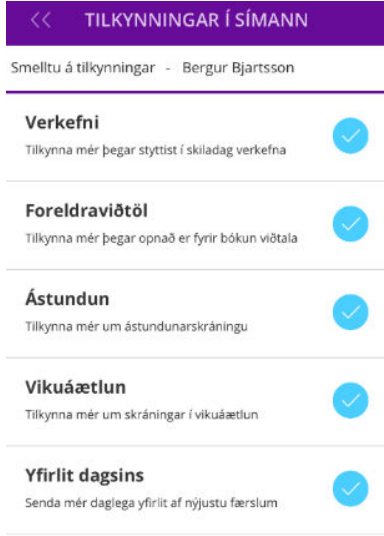 << TILKYNNINGAR Í SÍMANN
Smelltu á tilkynningar - Bergur Bjartsson
Verkefni
Tilkynna mér þegar styttist í skiladag verkefna
Foreldraviðtöl
Tilkynna mér þegar opnað er fyrir bókun viðtala
Ástundun
Tilkynna mér um ástundunarskráningu
Vikuáætlun
Tilkynna mér um skráningar í vikuáætlun
Yfirlit dagsins
Senda mér daglega yfirlit af nýjustu færslum